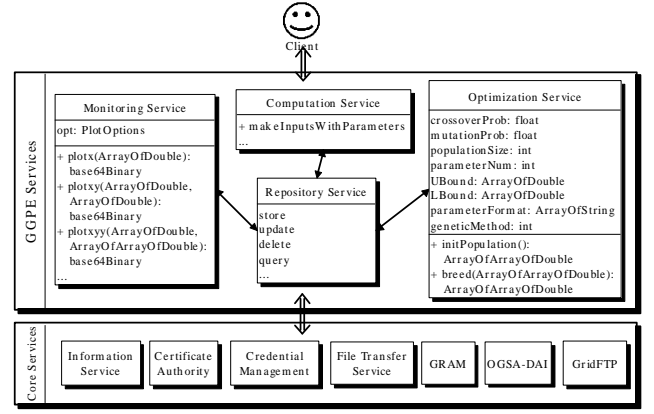 Client
GGPE Services
Monitoring Service
opt: PlotOptions
+ plotx(ArrayOfDouble):
base64Binary
+ plotxy(ArrayOfDouble,
ArrayOfDouble):
base64Binary
+ plotxyy(ArrayOfDouble,
ArrayOfArrayOfDouble):
base64Binary
...
Computation Service
+ makeInputsWithParameters
...
Repository Service
store
update
delete
query
...
Optimization Service
crossoverProb: float
mutationProb: float
populationSize: int
parameterNum: int
UBound: ArrayOfDouble
LBound: ArrayOfDouble
parameterFormat: ArrayOfString
geneticMethod: int
+ initPopulation():
ArrayOfArrayOfDouble
+ breed(ArrayOfArrayOfDouble):
ArrayOfArrayOfDouble
Core Services
Information
Service
Certificate
Authority
Credential
Management
File Transfer
Service
GRAM
OGSA-DAI
GridFTP